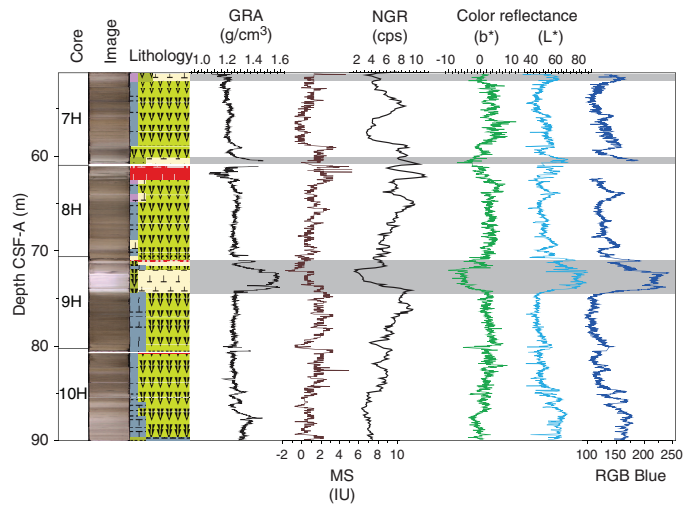 GRA
(g/cm3)
NGR
(cps)
Color reflectance
(b*) (L*)
Core
Image
Lithology
1.0 1.2 1.4 1.6
2 4 6 8 10
-10 0 10
40 60 80
7H
8H
9H
10H
Depth CSF-A (m)
60
70
80
90
-2 0 2 4 6 8 10
MS
(IU)
100 150 200 250
RGB Blue